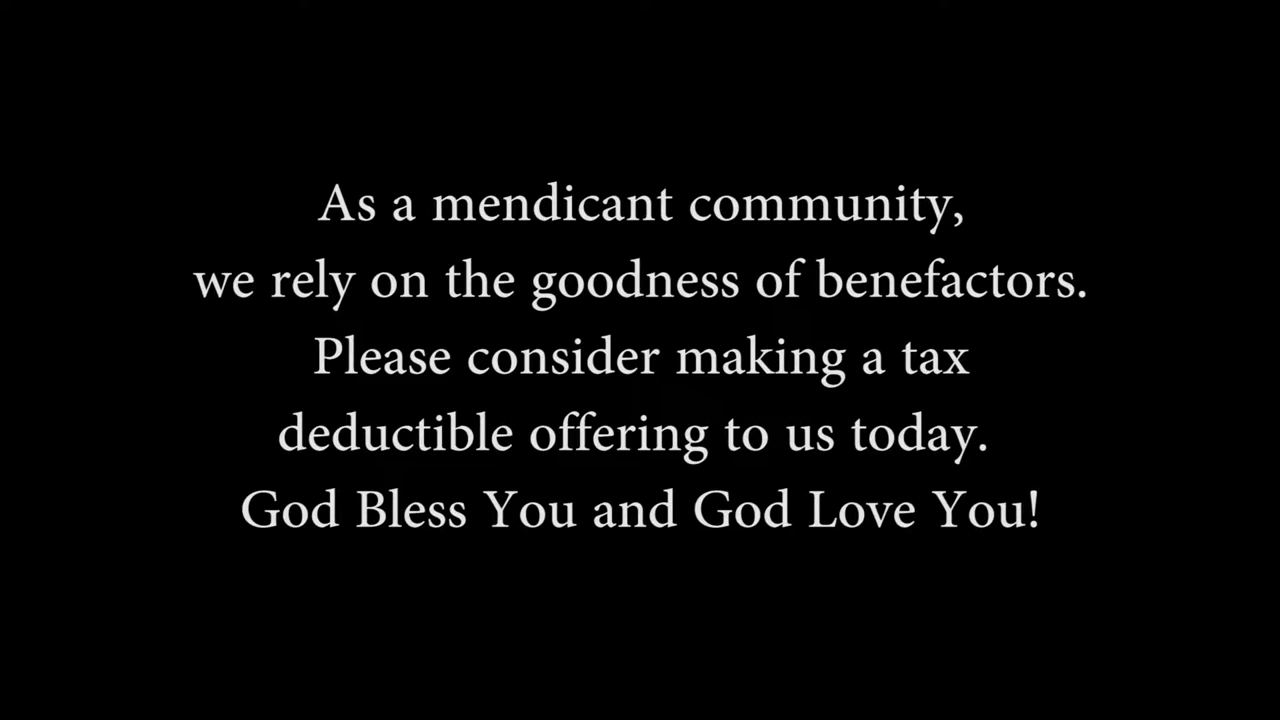 As a mendicant community,
we rely on the goodness of benefactors.
Please consider making a tax
deductible offering to us today.
God Bless You and God Love You!